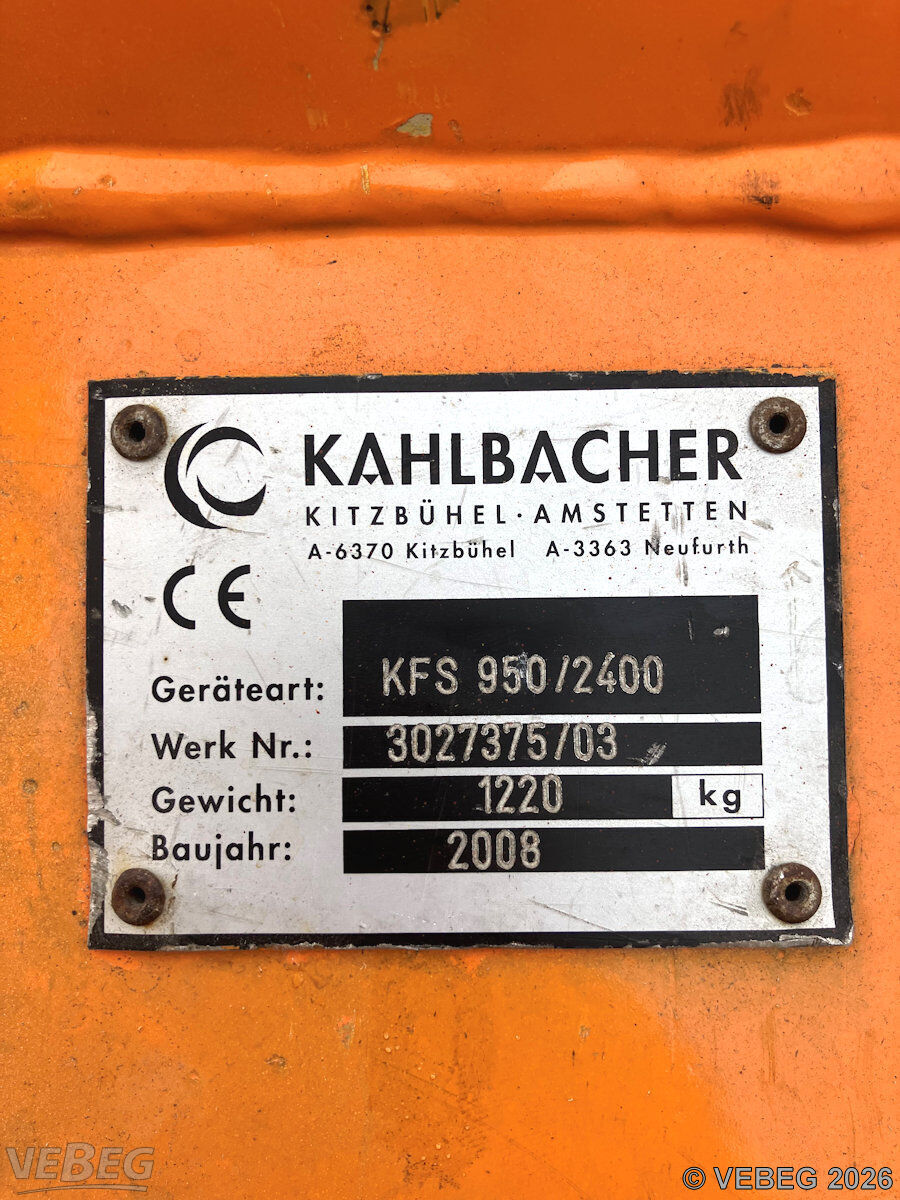 KAHLBACHER
KITZBÜHEL · AMSTETTEN
A-6370 Kitzbühel A-3363 Neufurth
CE
Geräteart: KFS 950/2400
Werk Nr.: 3027375/03
Gewicht: 1220 kg
Baujahr: 2008
VEBEG
© VEBEG 2026